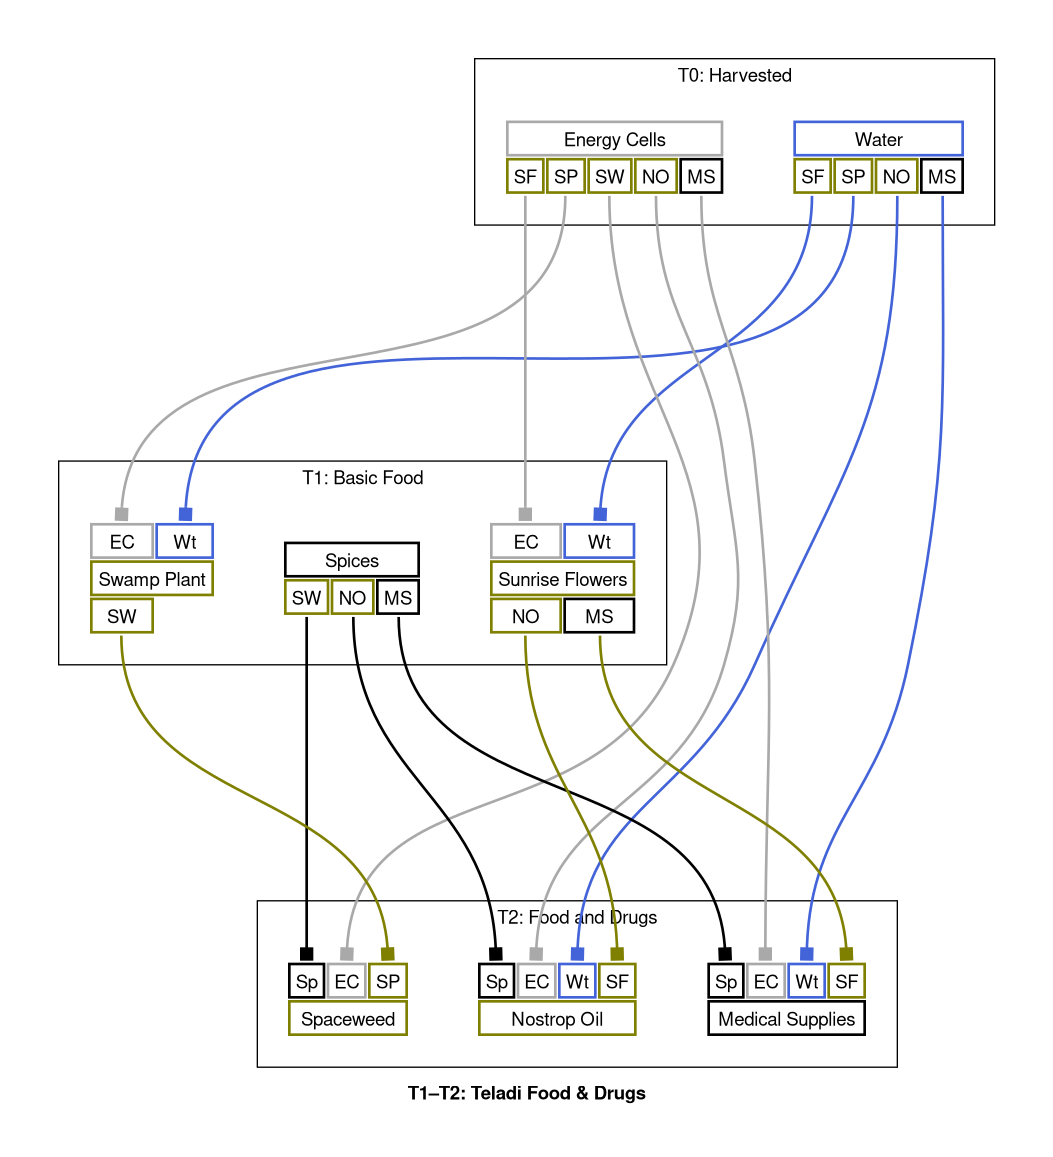 T0: Harvested
Energy Cells
Water
SF SP SW NO MS
SF SP NO MS
T1: Basic Food
EC Wt
Swamp Plant
SW
Spices
SW NO MS
EC Wt
Sunrise Flowers
NO MS
T2: Food and Drugs
Sp EC SP
Spaceweed
Sp EC Wt SF
Nostrop Oil
Sp EC Wt SF
Medical Supplies
T1–T2: Teladi Food & Drugs